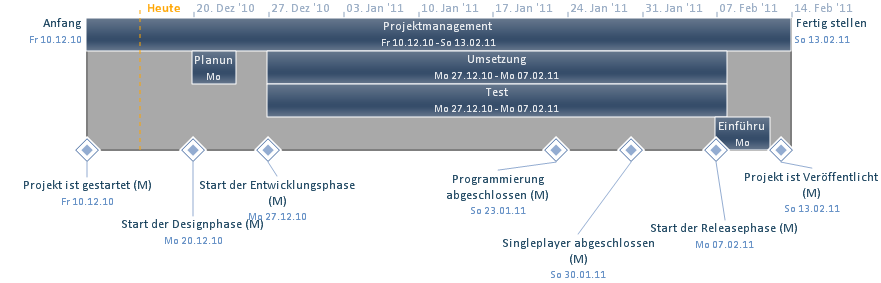 Heute
20. Dez '10
27. Dez '10
03. Jan '11
10. Jan '11
17. Jan '11
24. Jan '11
31. Jan '11
07. Feb '11
14. Feb '11
Anfang
Fr 10.12.10
Projektmanagement
Fr 10.12.10 - So 13.02.11
Fertig stellen
So 13.02.11
Planun
Mo
Umsetzung
Mo 27.12.10 - Mo 07.02.11
Test
Mo 27.12.10 - Mo 07.02.11
Einführu
Mo
Projekt ist gestartet (M)
Fr 10.12.10
Start der Designphase (M)
Mo 20.12.10
Start der Entwicklungsphase
(M)
Mo 27.12.10
Programmierung
abgeschlossen (M)
So 23.01.11
Singleplayer abgeschlossen
(M)
So 30.01.11
Start der Releasephase (M)
Mo 07.02.11
Projekt ist Veröffentlicht
(M)
So 13.02.11